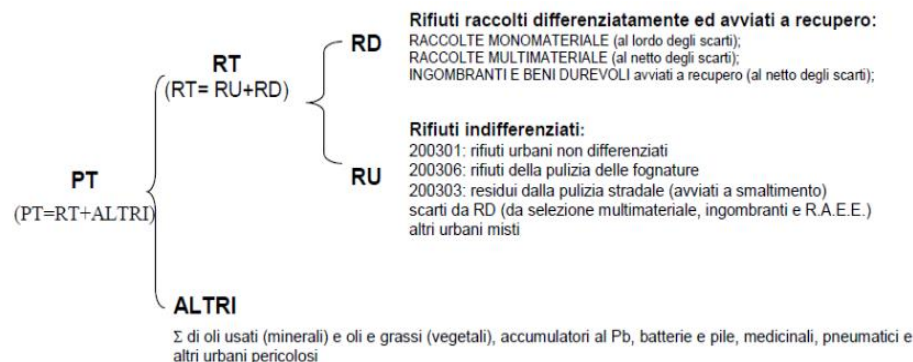 Rifiuti raccolti differenziatamente ed avviati a recupero:
RD
RACCOLTE MONOMATERIALE (al lordo degli scarti);
RACCOLTE MULTIMATERIALE (al netto degli scarti);
INGOMBRANTI E BENI DUREVOLI avviati a recupero (al netto degli scarti);
RT
(RT= RU+RD)
Rifiuti indifferenziati:
200301: rifiuti urbani non differenziati
200306: rifiuti della pulizia delle fognature
RU
200303: residui dalla pulizia stradale (avviati a smaltimento)
scarti da RD (da selezione multimateriale, ingombranti e R.A.E.E.)
altri urbani misti
PT
(PT=RT+ALTRI)
ALTRI
Σ di oli usati (minerali) e oli e grassi (vegetali), accumulatori al Pb, batterie e pile, medicinali, pneumatici e
altri urbani pericolosi